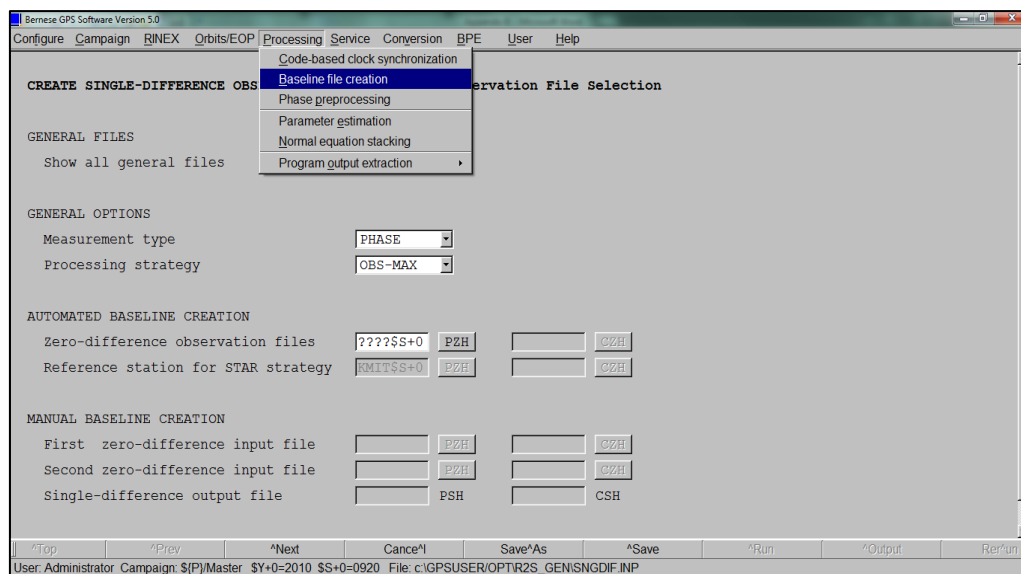 Bernese GPS Software Version 5.0
Configure Campaign RINEX Orbits/EOP Processing Service Conversion BPE User Help
Code-based clock synchronization
Baseline file creation
Phase preprocessing
Parameter estimation
Normal equation stacking
Program output extraction
CREATE SINGLE-DIFFERENCE OBS ervation File Selection
GENERAL FILES
Show all general files
GENERAL OPTIONS
Measurement type PHASE
Processing strategy OBS-MAX
AUTOMATED BASELINE CREATION
Zero-difference observation files ????$S+0 PZH CZH
Reference station for STAR strategy KMIT$S+0 PZH CZH
MANUAL BASELINE CREATION
First zero-difference input file PZH CZH
Second zero-difference input file PZH CZH
Single-difference output file PSH CSH
^Top ^Prev ^Next Cance^l Save^As ^Save ^Run ^Output Rer^un
User: Administrator Campaign: ${P}/Master $Y+0=2010 $S+0=0920 File: c:\GPSUSER/OPT\R2S_GEN\SNGDIF.INP